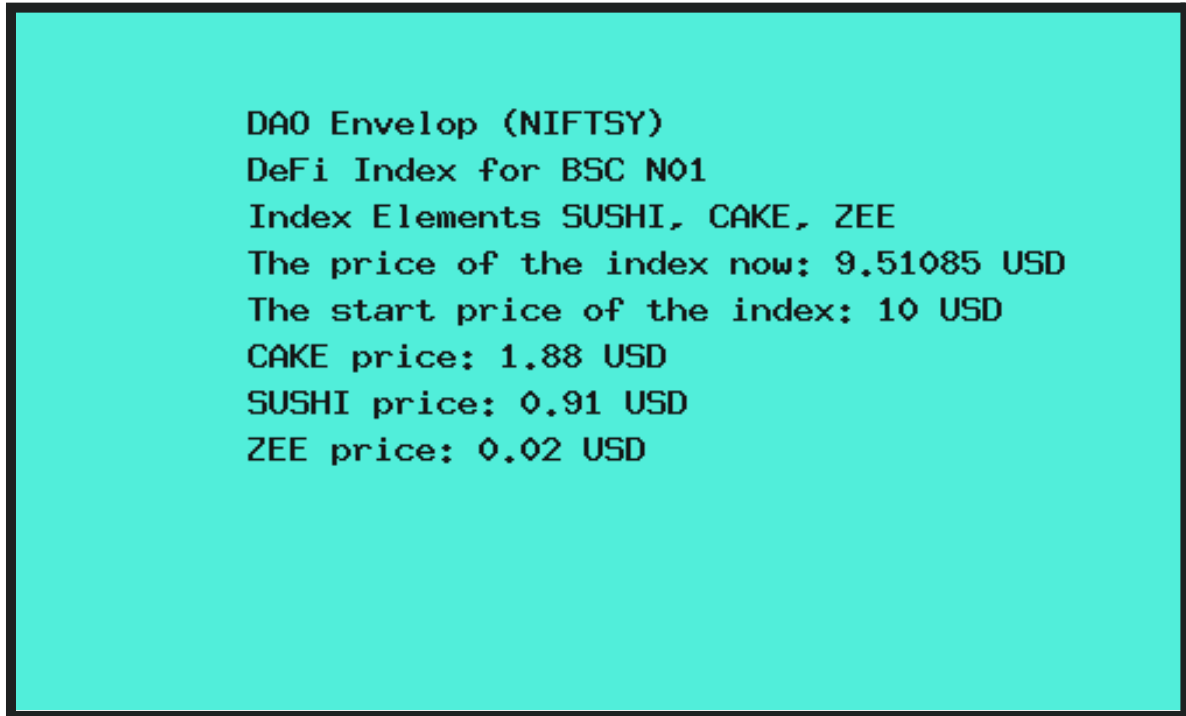 DAO Envelop (NIFTSY)
DeFi Index for BSC N01
Index Elements SUSHI, CAKE, ZEE
The price of the index now: 9.51085 USD
The start price of the index: 10 USD
CAKE price: 1.88 USD
SUSHI price: 0.91 USD
ZEE price: 0.02 USD